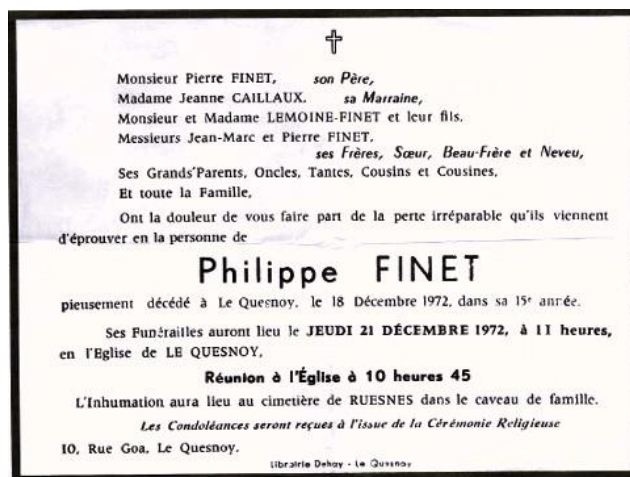 Monsieur Pierre FINET, son Père,
Madame Jeanne CAILLAUX, sa Marraine,
Monsieur et Madame LEMOINE-FINET et leur fils,
Messieurs Jean-Marc et Pierre FINET,
ses Frères, Sœur, Beau-Frère et Neveu,
Ses Grands'Parents, Oncles, Tantes, Cousins et Cousines,
Et toute la Famille,
Ont la douleur de vous faire part de la perte irréparable qu'ils viennent
d'éprouver en la personne de
Philippe FINET
pieusement décédé à Le Quesnoy, le 18 Décembre 1972, dans sa 15e année.
Ses Funérailles auront lieu le JEUDI 21 DÉCEMBRE 1972, à 11 heures,
en l'Eglise de LE QUESNOY,
Réunion à l'Église à 10 heures 45
L'Inhumation aura lieu au cimetière de RUESNES dans le caveau de famille.
Les Condoléances seront reçues à l'issue de la Cérémonie Religieuse
10, Rue Goa, Le Quesnoy.
Librairie Dehay - Le Quesnoy